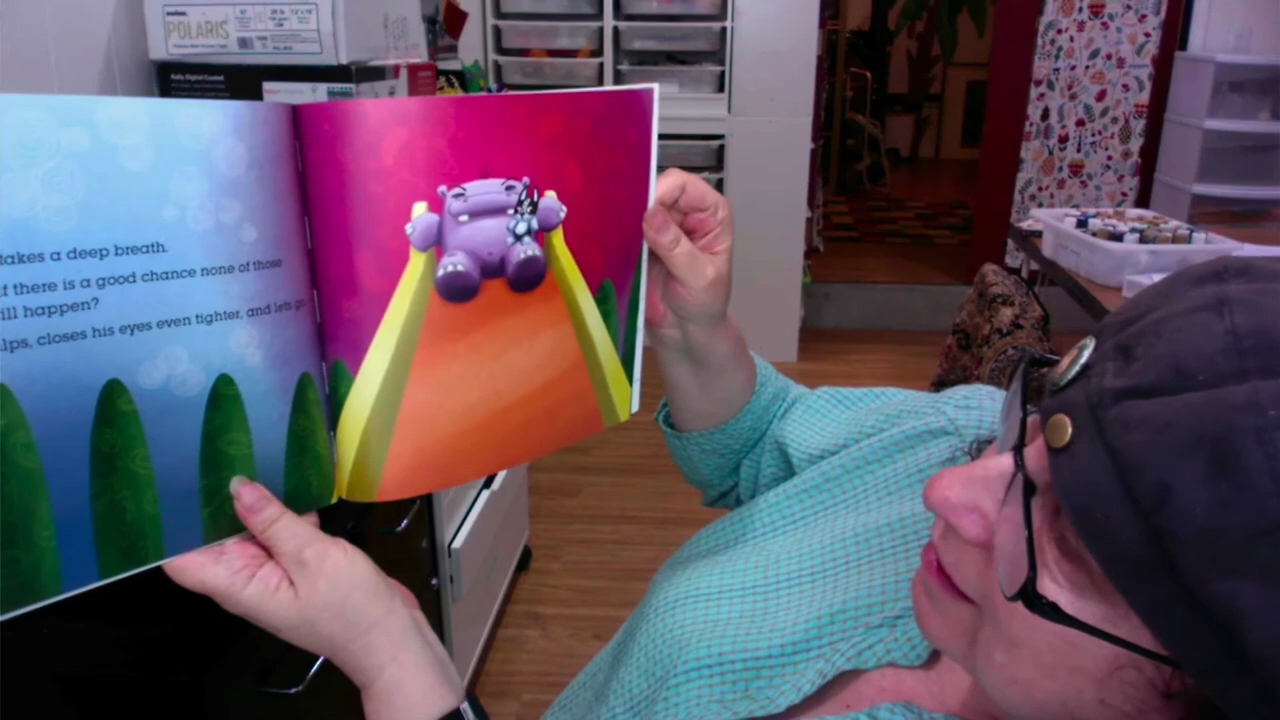 POLARIS
takes a deep breath.
if there is a good chance none of those
ill happen?
lps, closes his eyes even tighter, and lets go.